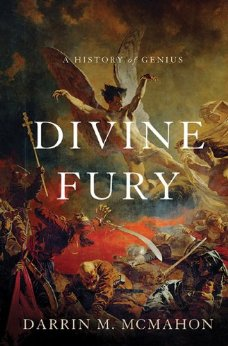 A HISTORY of GENIUS
DIVINE
FURY
DARRIN M. MCMAHON